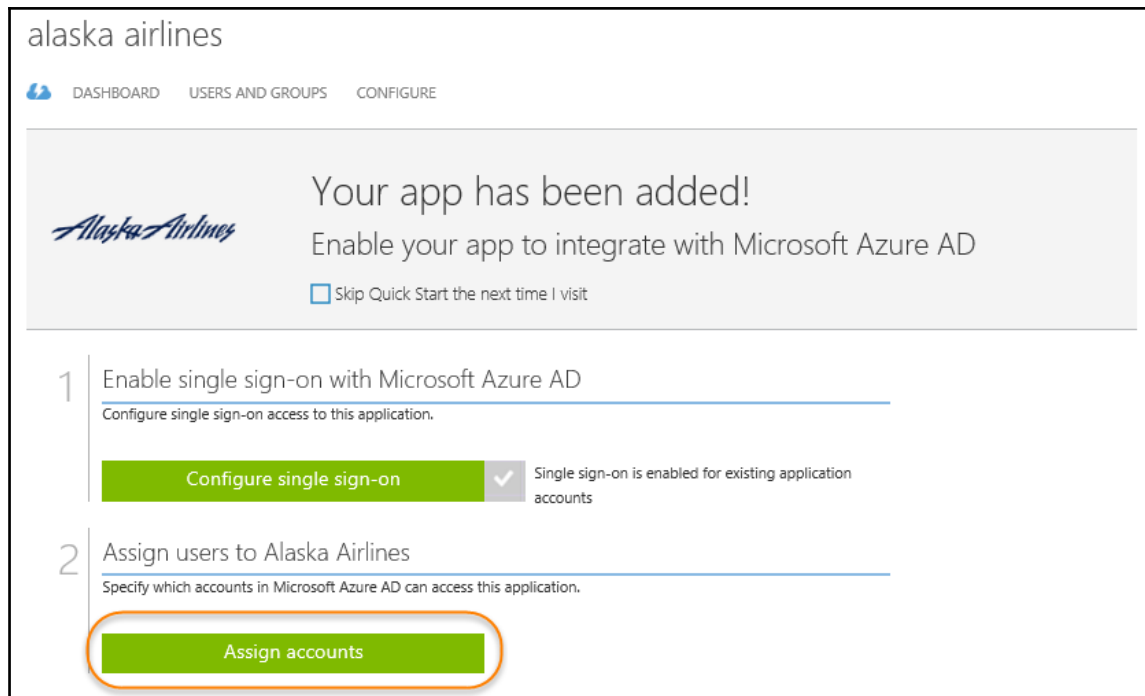 alaska airlines
DASHBOARD USERS AND GROUPS CONFIGURE
Alaska Airlines
Your app has been added!
Enable your app to integrate with Microsoft Azure AD
Skip Quick Start the next time I visit
1
Enable single sign-on with Microsoft Azure AD
Configure single sign-on access to this application.
Configure single sign-on
Single sign-on is enabled for existing application
accounts
2
Assign users to Alaska Airlines
Specify which accounts in Microsoft Azure AD can access this application.
Assign accounts